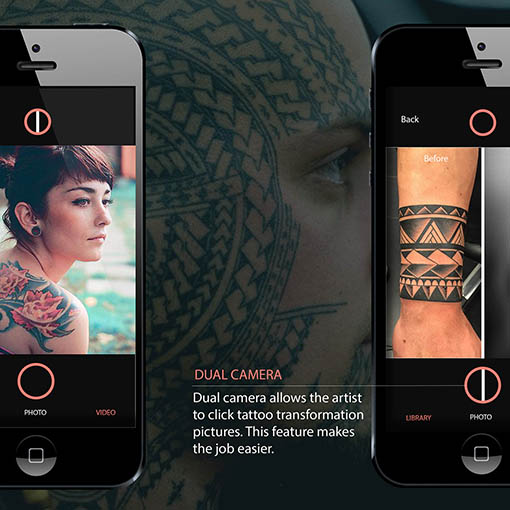 Back
Before
PHOTO
VIDEO
DUAL CAMERA
Dual camera allows the artist
to click tattoo transformation
pictures. This feature makes
the job easier.
LIBRARY
PHOTO